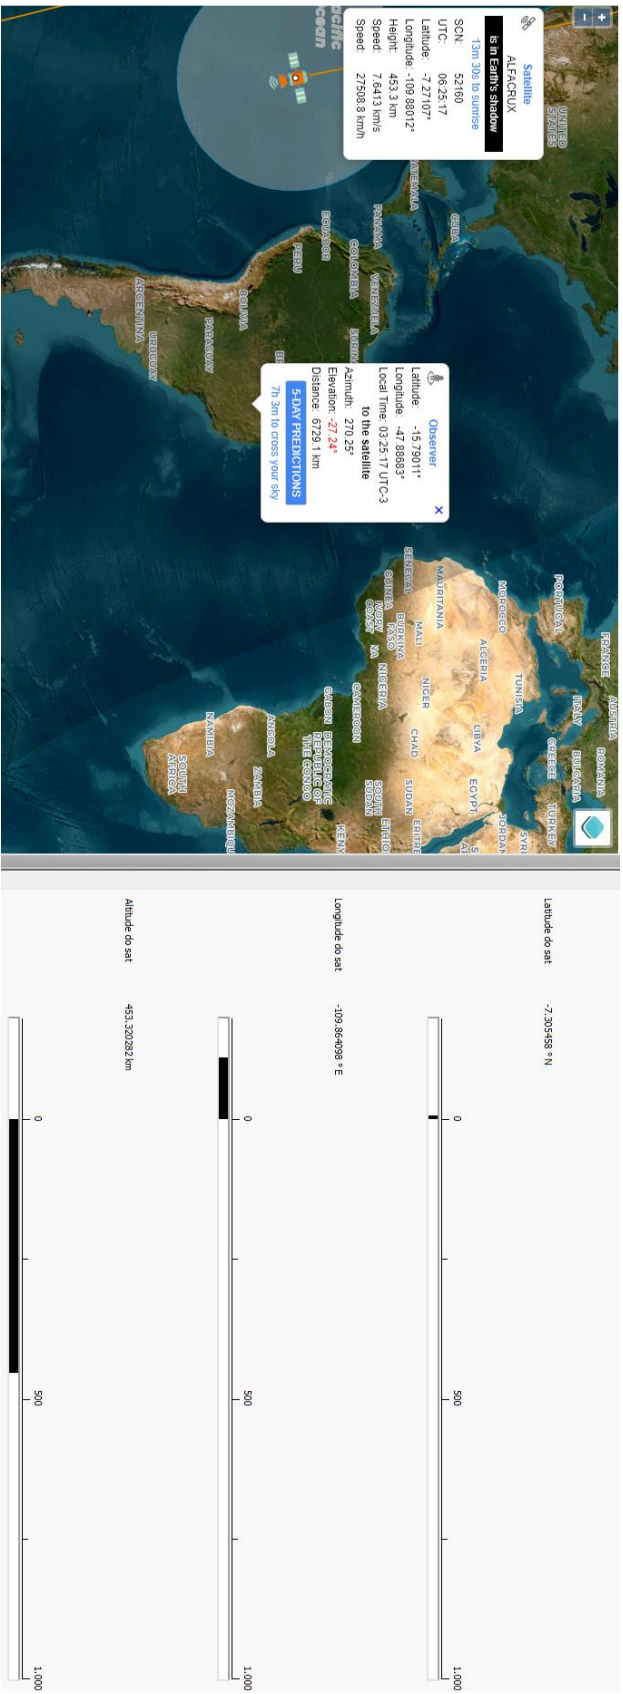 +
−
Satellite
ALFACRUX
is in Earth's shadow
13m 30s to sunrise
SCN: 52160
UTC: 06:25:17
Latitude: -7.27107°
Longitude: -109.88012°
Height: 453.3 km
Speed: 7.6413 km/s
Speed: 27508.8 km/h
Observer
×
Latitude: -15.79011°
Longitude: -47.88683°
Local Time: 03:25:17 UTC-3
to the satellite
Azimuth: 270.25°
Elevation: -27.24°
Distance: 6729.1 km
5-DAY PREDICTIONS
7h 3m to cross your sky
UNITED
STATES
CUBA
PANAMA
VENEZUELA
COLOMBIA
ECUADOR
PERU
BOLIVIA
PARAGUAY
ARGENTINA
URUGUAY
FRANCE
AUSTRIA
ROMANIA
ITALY
BULGARIA
PORTUGAL
GREECE
TURKEY
MOROCCO
TUNISIA
ALGERIA
LIBYA
EGYPT
MAURITANIA
MALI
NIGER
CHAD
SUDAN
SENEGAL
GUINEA
BURKINA
FASO
IVORY
COAST
NIGERIA
CAMEROON
SOUTH
SUDAN
GABON
DEMOCRATIC
REPUBLIC OF
THE CONGO
ANGOLA
ZAMBIA
NAMIBIA
SOUTH
AFRICA
Latitude do sat -7.305458 ° N
0 500 1.000
Longitude do sat -109.864098 ° E
0 500 1.000
Altitude do sat 453.320282 km
0 500 1.000